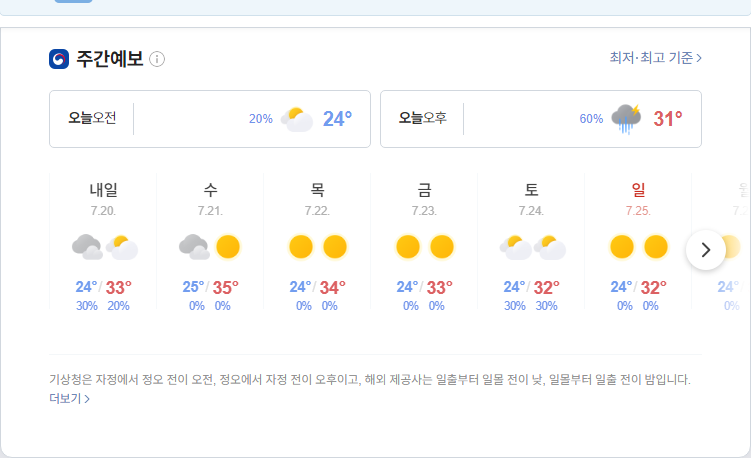 주간예보
최저·최고 기준
오늘오전 20% 24°
오늘오후 60% 31°
내일 수 목 금 토 일
7.20. 7.21. 7.22. 7.23. 7.24. 7.25.
24°/33° 25°/35° 24°/34° 24°/33° 24°/32° 24°/32° 24°
30% 20% 0% 0% 0% 0% 0% 0% 30% 30% 0% 0% 0%
기상청은 자정에서 정오 전이 오전, 정오에서 자정 전이 오후이고, 해외 제공사는 일출부터 일몰 전이 낮, 일몰부터 일출 전이 밤입니다.
더보기